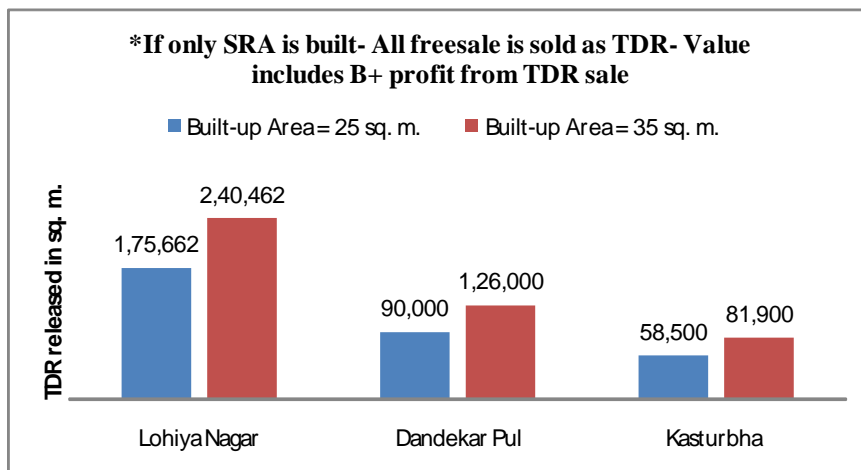 *If only SRA is built- All freesale is sold as TDR- Value
includes B+ profit from TDR sale
Built-up Area= 25 sq. m.
Built-up Area= 35 sq. m.
TDR released in sq. m.
1,75,662
2,40,462
90,000
1,26,000
58,500
81,900
Lohiya Nagar
Dandekar Pul
Kasturbha